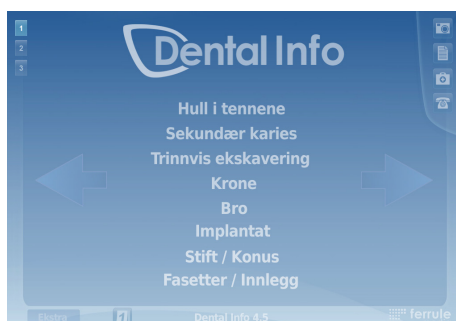 1
2
3
Dental Info
Hull i tennene
Sekundær karies
Trinnvis ekskavering
Krone
Bro
Implantat
Stift / Konus
Fasetter / Innlegg
Ekstra
1
Dental Info 4.5
ferrule